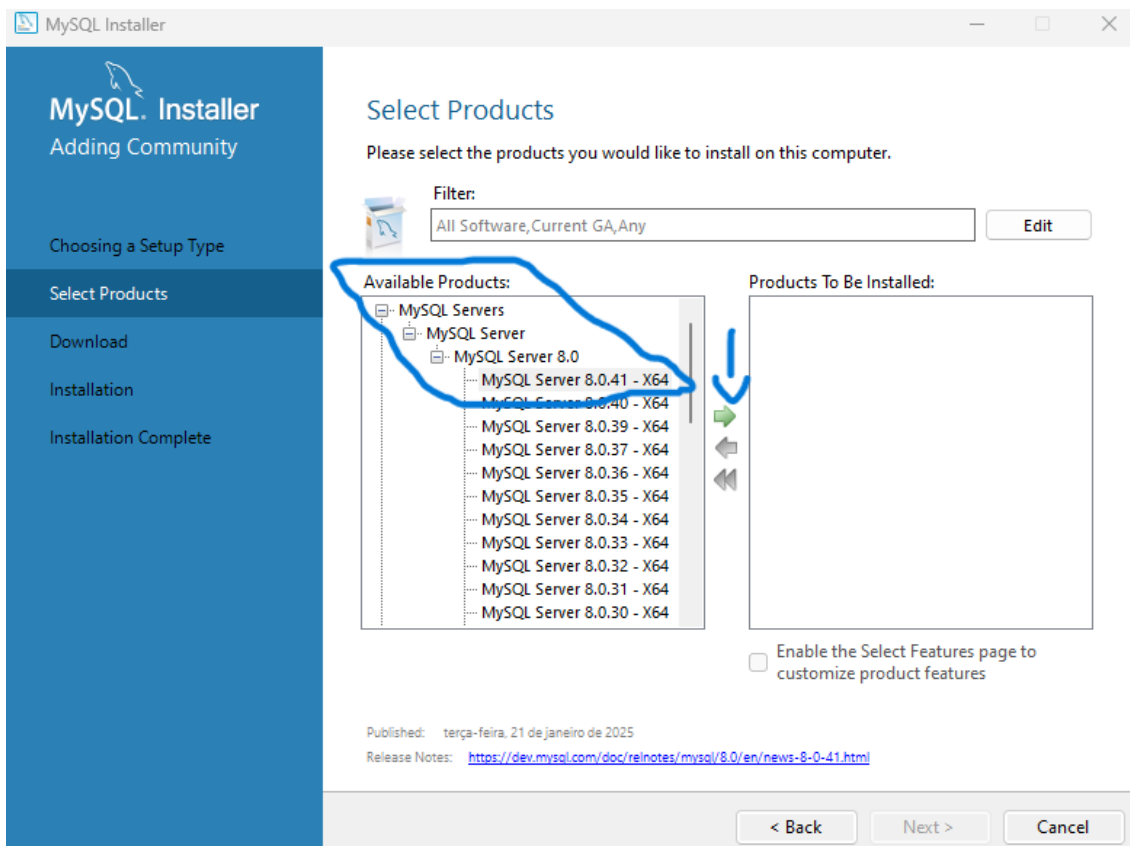 MySQL Installer
MySQL. Installer
Adding Community
Choosing a Setup Type
Select Products
Download
Installation
Installation Complete
Select Products
Please select the products you would like to install on this computer.
Filter:
All Software,Current GA,Any
Edit
Available Products:
MySQL Servers
MySQL Server
MySQL Server 8.0
MySQL Server 8.0.41 - X64
MySQL Server 8.0.40 - X64
MySQL Server 8.0.39 - X64
MySQL Server 8.0.37 - X64
MySQL Server 8.0.36 - X64
MySQL Server 8.0.35 - X64
MySQL Server 8.0.34 - X64
MySQL Server 8.0.33 - X64
MySQL Server 8.0.32 - X64
MySQL Server 8.0.31 - X64
MySQL Server 8.0.30 - X64
Products To Be Installed:
Enable the Select Features page to
customize product features
Published: terça-feira, 21 de janeiro de 2025
Release Notes: https://dev.mysql.com/doc/relnotes/mysql/8.0/en/news-8-0-41.html
< Back
Next >
Cancel